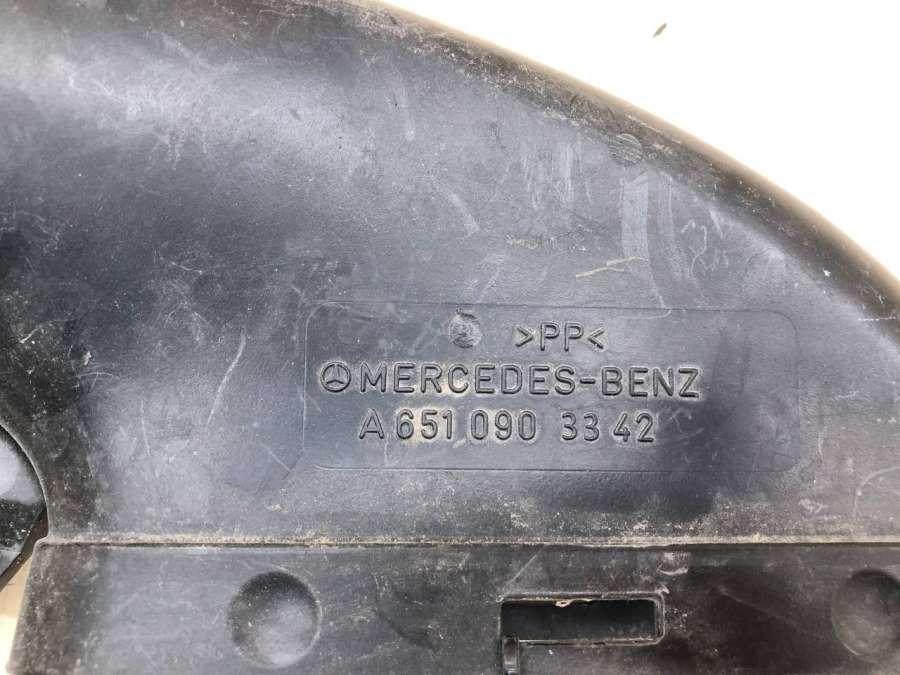 >PP<
MERCEDES-BENZ
A 651 090 33 42